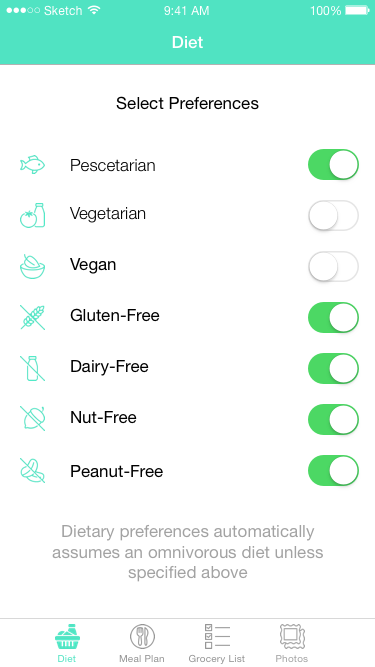 Sketch 9:41 AM 100%
Diet
Select Preferences
Pescetarian
Vegetarian
Vegan
Gluten-Free
Dairy-Free
Nut-Free
Peanut-Free
Dietary preferences automatically
assumes an omnivorous diet unless
specified above
Diet Meal Plan Grocery List Photos